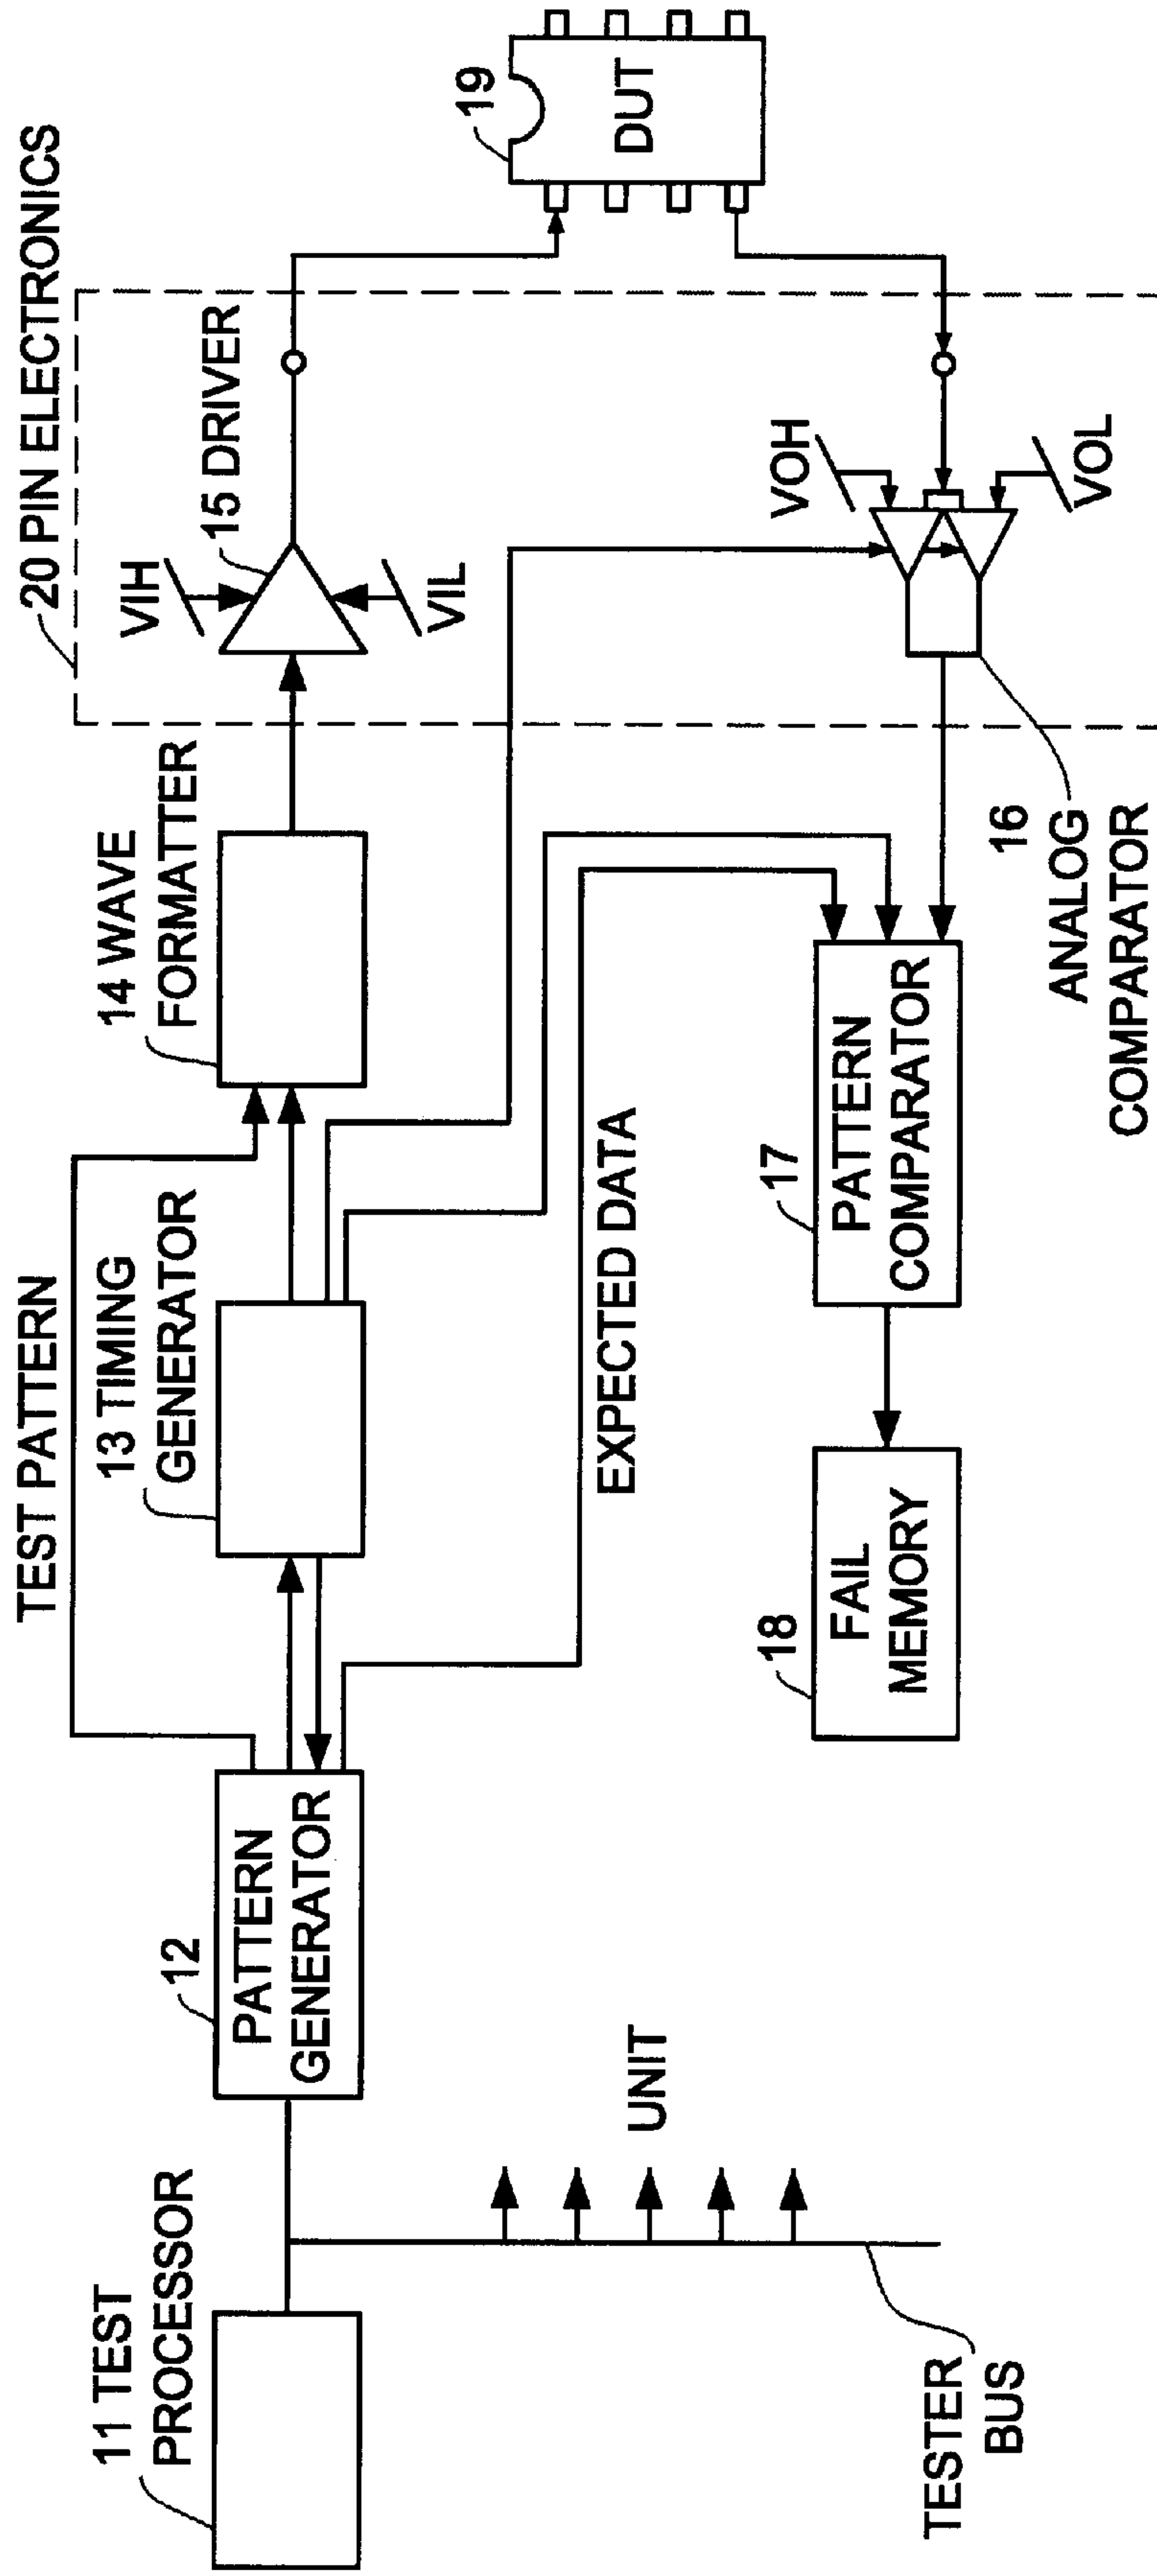 20 PIN ELECTRONICS
TEST PATTERN
13 TIMING
GENERATOR
14 WAVE
FORMATTER
VIH
15 DRIVER
VIL
19
DUT
11 TEST
PROCESSOR
12
PATTERN
GENERATOR
EXPECTED DATA
VOH
VOL
UNIT
TESTER
BUS
18
FAIL
MEMORY
17
PATTERN
COMPARATOR
16
ANALOG
COMPARATOR